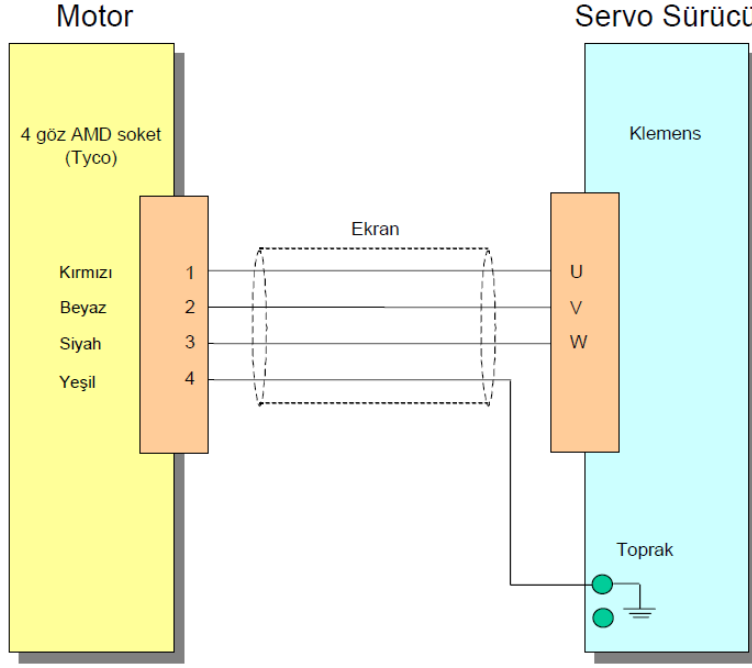 Motor
Servo Sürücü
4 göz AMD soket
(Tyco)
Klemens
Ekran
Kırmızı 1
U
Beyaz 2
V
Siyah 3
W
Yeşil 4
Toprak